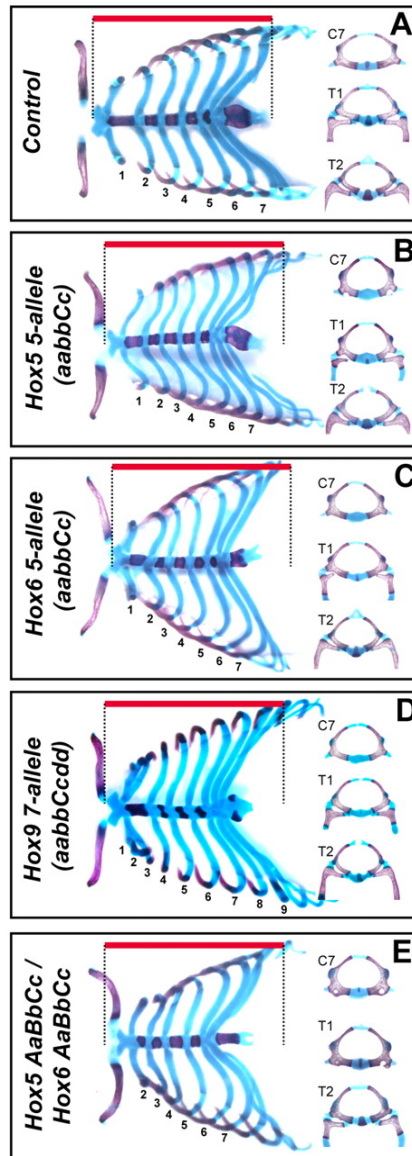 A
Control
C7
T1
T2
1 2 3 4 5 6 7
B
Hox5 5-allele
(aabbCc)
C7
T1
T2
1 2 3 4 5 6 7
C
Hox6 5-allele
(aabbCc)
C7
T1
T2
1 2 3 4 5 6 7
D
Hox9 7-allele
(aabbCcdd)
C7
T1
T2
1 2 3 4 5 6 7 8 9
E
Hox5 AaBbCc /
Hox6 AaBbCc
C7
T1
T2
2 3 4 5 6 7